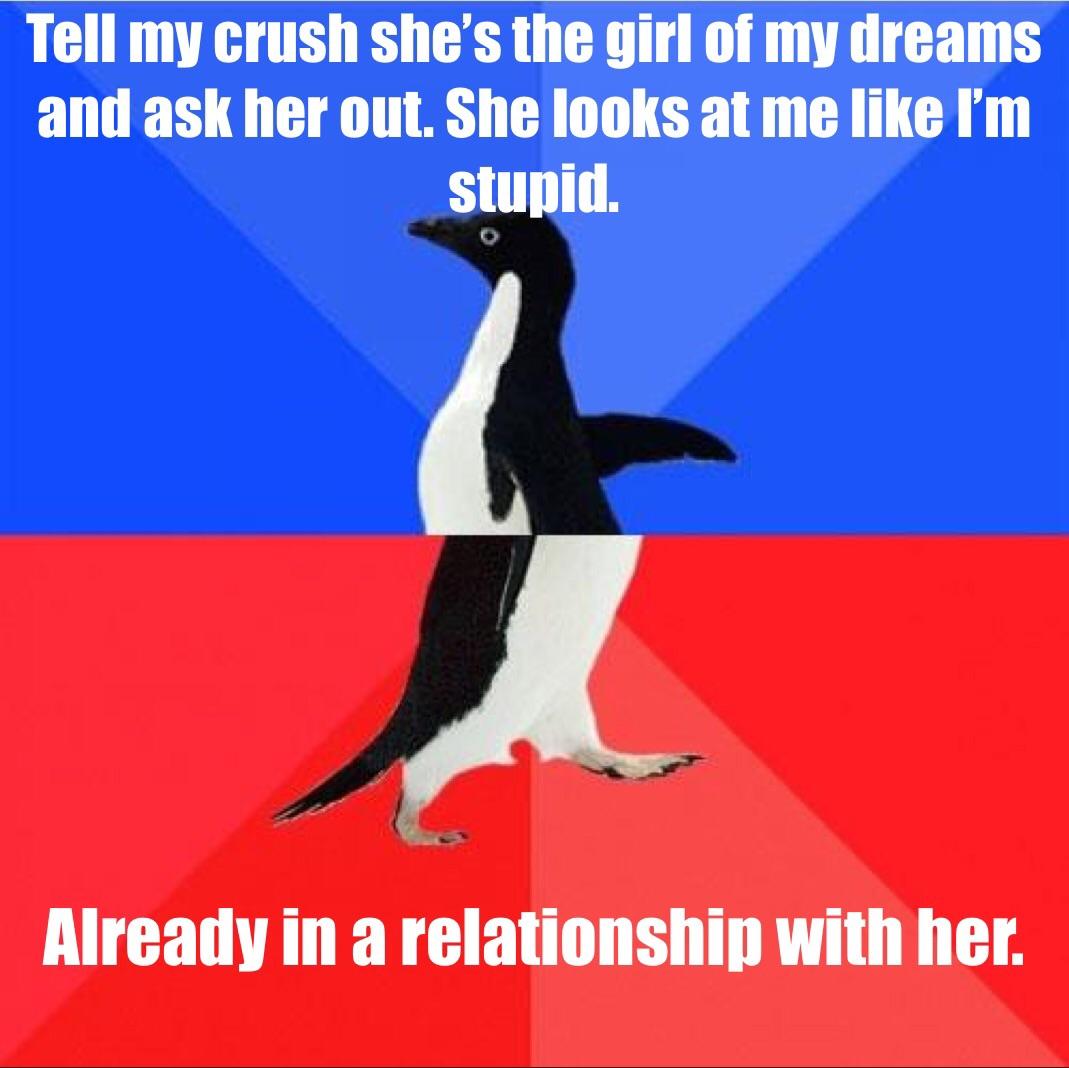 Tell my crush she’s the girl of my dreams
and ask her out. She looks at me like I’m
stupid.
Already in a relationship with her.